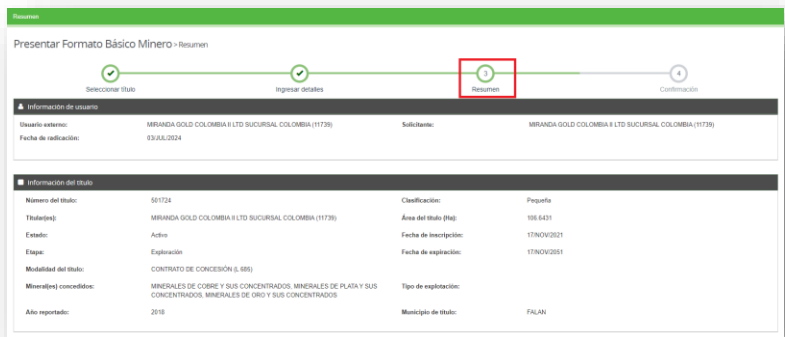 Resumen
Presentar Formato Básico Minero > Resumen
3
4
Seleccionar título
Ingresar detalles
Resumen
Confirmación
Información de usuario
Usuario externo: MIRANDA GOLD COLOMBIA II LTD SUCURSAL COLOMBIA (11739) Solicitante: MIRANDA GOLD COLOMBIA II LTD SUCURSAL COLOMBIA (11739)
Fecha de radicación: 03/JUL/2024
Información del título
Número del título: 501724 Clasificación: Pequeña
Titular(es): MIRANDA GOLD COLOMBIA II LTD SUCURSAL COLOMBIA (11739) Área del título (Ha): 106.6431
Estado: Activo Fecha de inscripción: 17/NOV/2021
Etapa: Exploración Fecha de expiración: 17/NOV/2051
Modalidad del título: CONTRATO DE CONCESIÓN (L 685)
Mineral(es) concedidos: MINERALES DE COBRE Y SUS CONCENTRADOS, MINERALES DE PLATA Y SUS Tipo de explotación:
CONCENTRADOS, MINERALES DE ORO Y SUS CONCENTRADOS
Año reportado: 2018 Municipio de título: FALAN